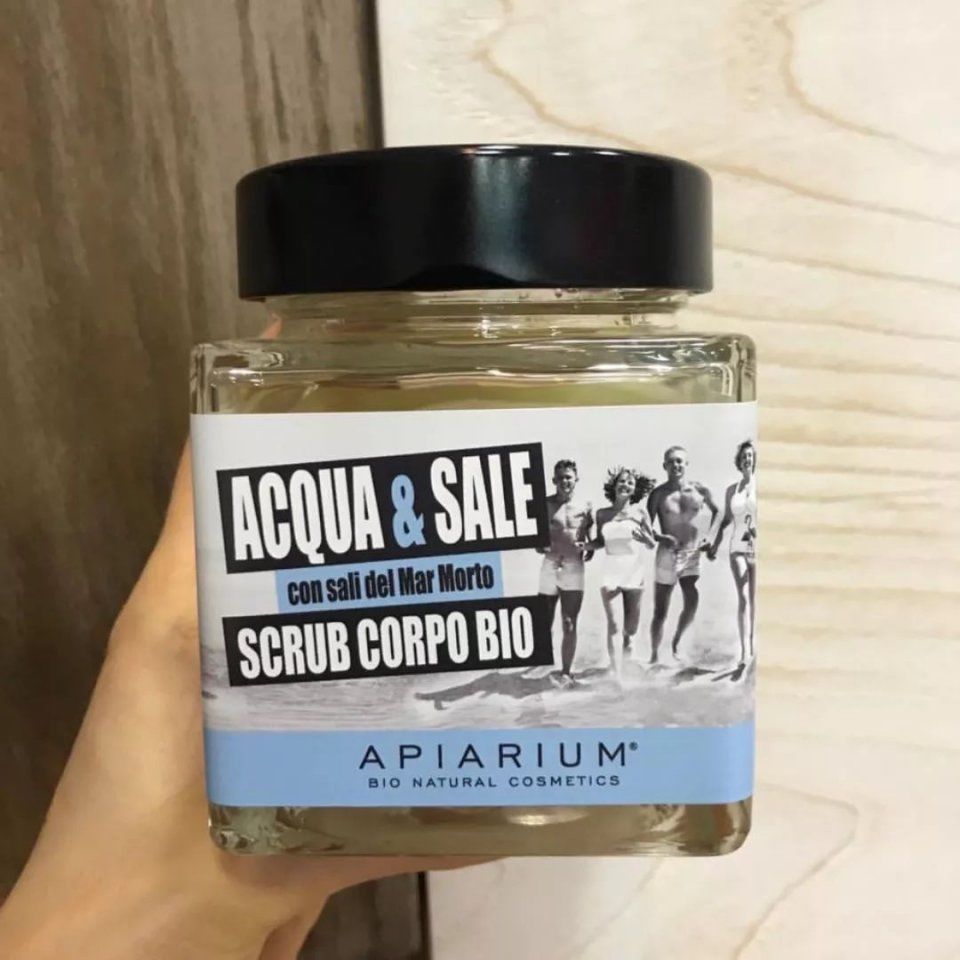 ACQUA & SALE
con sali del Mar Morto
SCRUB CORPO BIO
APIARIUM®
BIO NATURAL COSMETICS